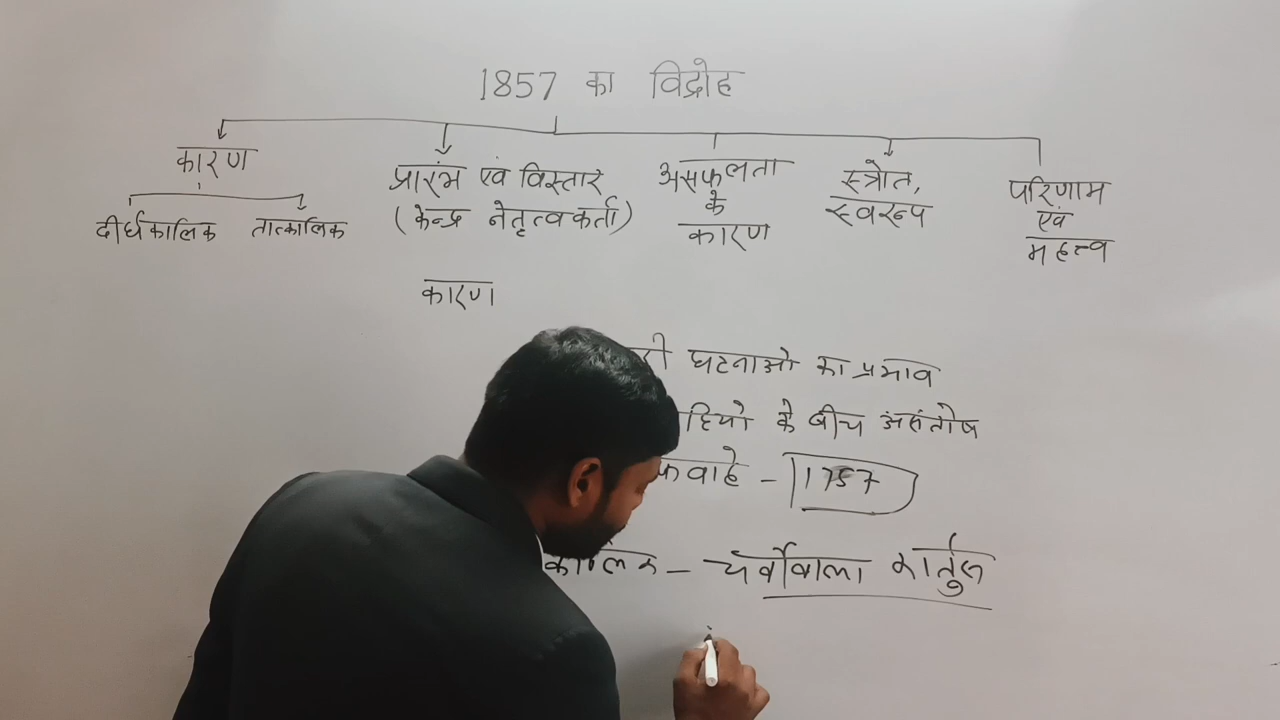 1857 का विद्रोह
कारण
दीर्घकालिक तात्कालिक
प्रारंभ एवं विस्तार
(केन्द्र नेतृत्वकर्ता)
असफलता
के
कारण
स्त्रोत,
स्वरूप
परिणाम
एवं
महत्त्व
कारण
घटनाओ का प्रभाव
के बीच असंतोष
- 1757
- चर्बीवाला कार्तुस